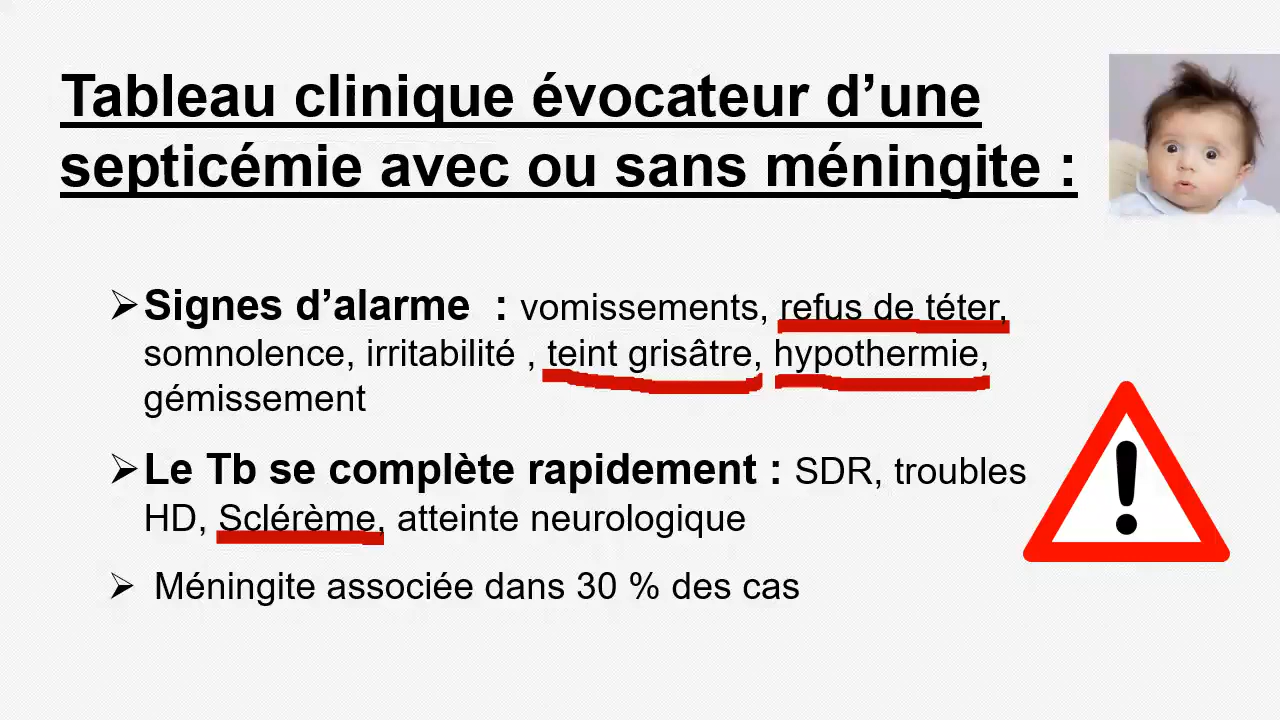 Tableau clinique évocateur d’une
septicémie avec ou sans méningite :
➢Signes d’alarme : vomissements, refus de téter,
somnolence, irritabilité , teint grisâtre, hypothermie,
gémissement
➢Le Tb se complète rapidement : SDR, troubles
HD, Sclérème, atteinte neurologique
➢ Méningite associée dans 30 % des cas